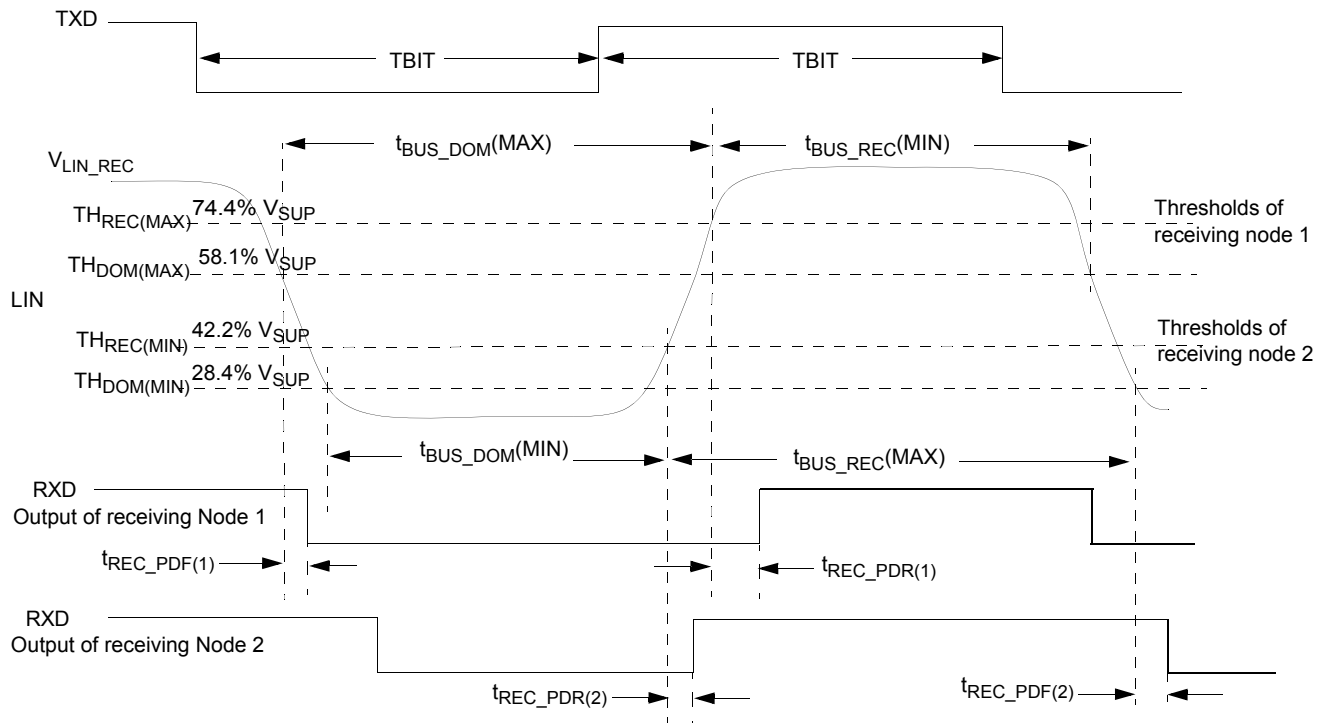 TXD
TBIT TBIT
tBUS_DOM(MAX) tBUS_REC(MIN)
VLIN_REC
THREC(MAX) 74.4% VSUP
Thresholds of
receiving node 1
THDOM(MAX) 58.1% VSUP
LIN
THREC(MIN) 42.2% VSUP
Thresholds of
receiving node 2
THDOM(MIN) 28.4% VSUP
tBUS_DOM(MIN) tBUS_REC(MAX)
RXD
Output of receiving Node 1
tREC_PDF(1) tREC_PDR(1)
RXD
Output of receiving Node 2
tREC_PDR(2) tREC_PDF(2)